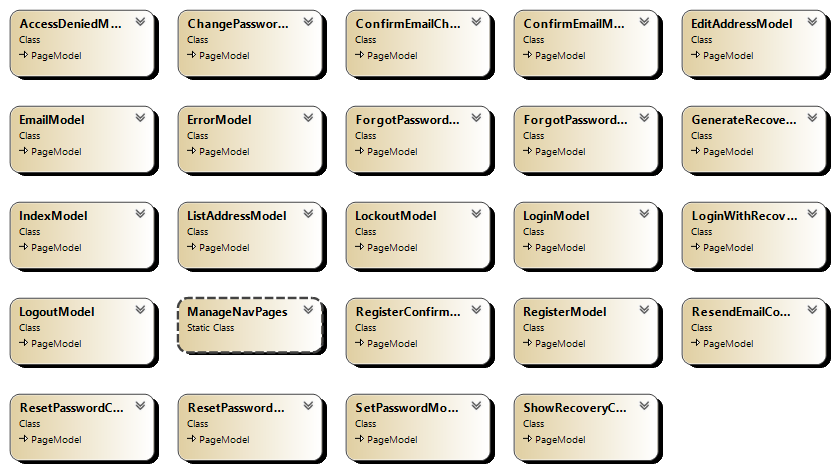 AccessDeniedM...
Class
PageModel
ChangePasswor...
Class
PageModel
ConfirmEmailCh...
Class
PageModel
ConfirmEmailM...
Class
PageModel
EditAddressModel
Class
PageModel
EmailModel
Class
PageModel
ErrorModel
Class
PageModel
ForgotPassword...
Class
PageModel
ForgotPassword...
Class
PageModel
GenerateRecove...
Class
PageModel
IndexModel
Class
PageModel
ListAddressModel
Class
PageModel
LockoutModel
Class
PageModel
LoginModel
Class
PageModel
LoginWithRecov...
Class
PageModel
LogoutModel
Class
PageModel
ManageNavPages
Static Class
RegisterConfirm...
Class
PageModel
RegisterModel
Class
PageModel
ResendEmailCo...
Class
PageModel
ResetPasswordC...
Class
PageModel
ResetPassword...
Class
PageModel
SetPasswordMo...
Class
PageModel
ShowRecoveryC...
Class
PageModel